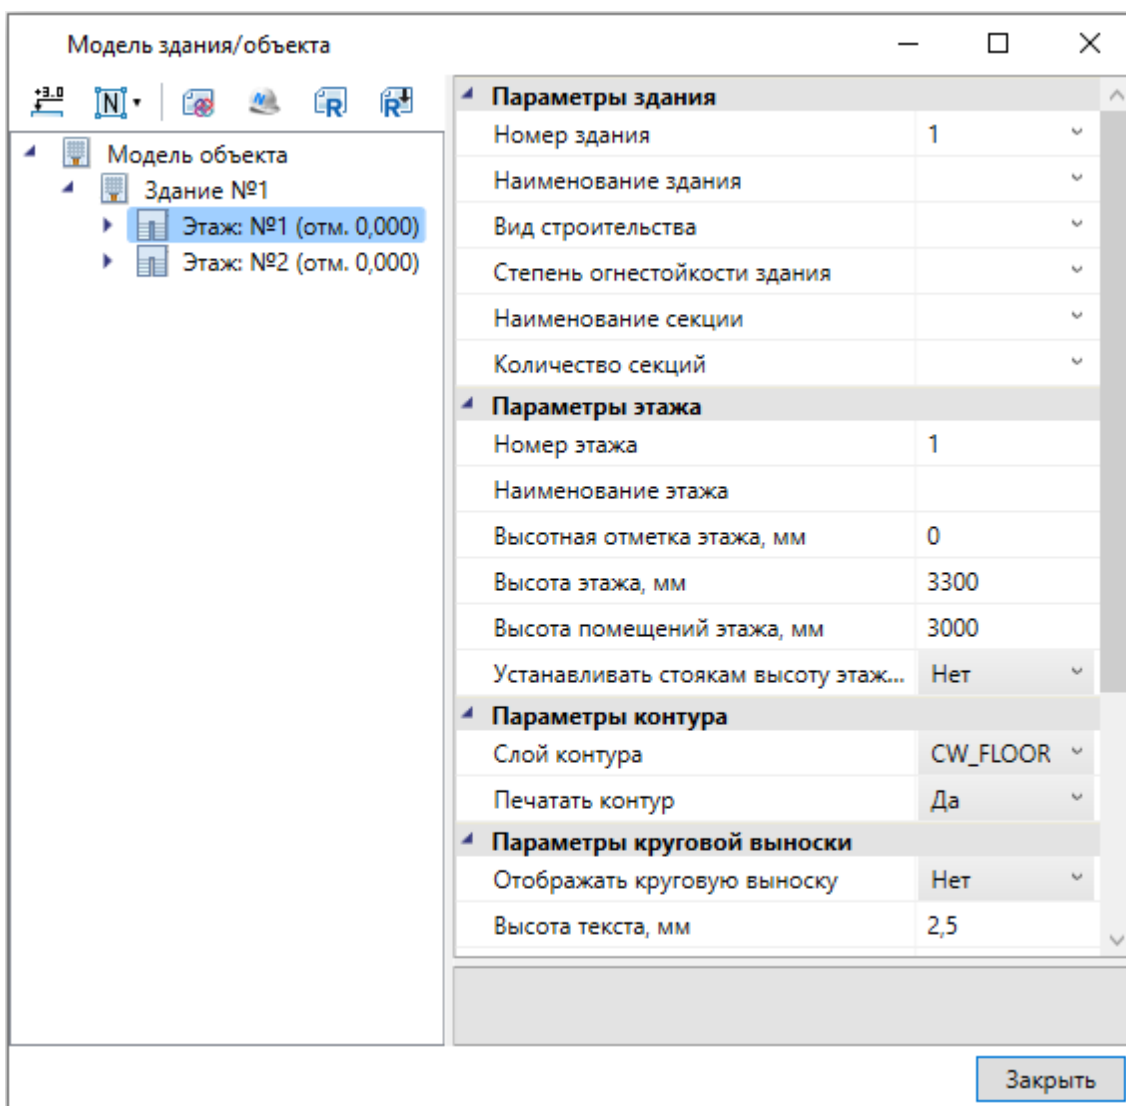 Модель здания/объекта
+3.0
N
N
R
R
Модель объекта
Здание №1
Этаж: №1 (отм. 0,000)
Этаж: №2 (отм. 0,000)
Параметры здания
Номер здания 1
Наименование здания
Вид строительства
Степень огнестойкости здания
Наименование секции
Количество секций
Параметры этажа
Номер этажа 1
Наименование этажа
Высотная отметка этажа, мм 0
Высота этажа, мм 3300
Высота помещений этажа, мм 3000
Устанавливать стоякам высоту этаж... Нет
Параметры контура
Слой контура CW_FLOOR
Печатать контур Да
Параметры круговой выноски
Отображать круговую выноску Нет
Высота текста, мм 2,5
Закрыть